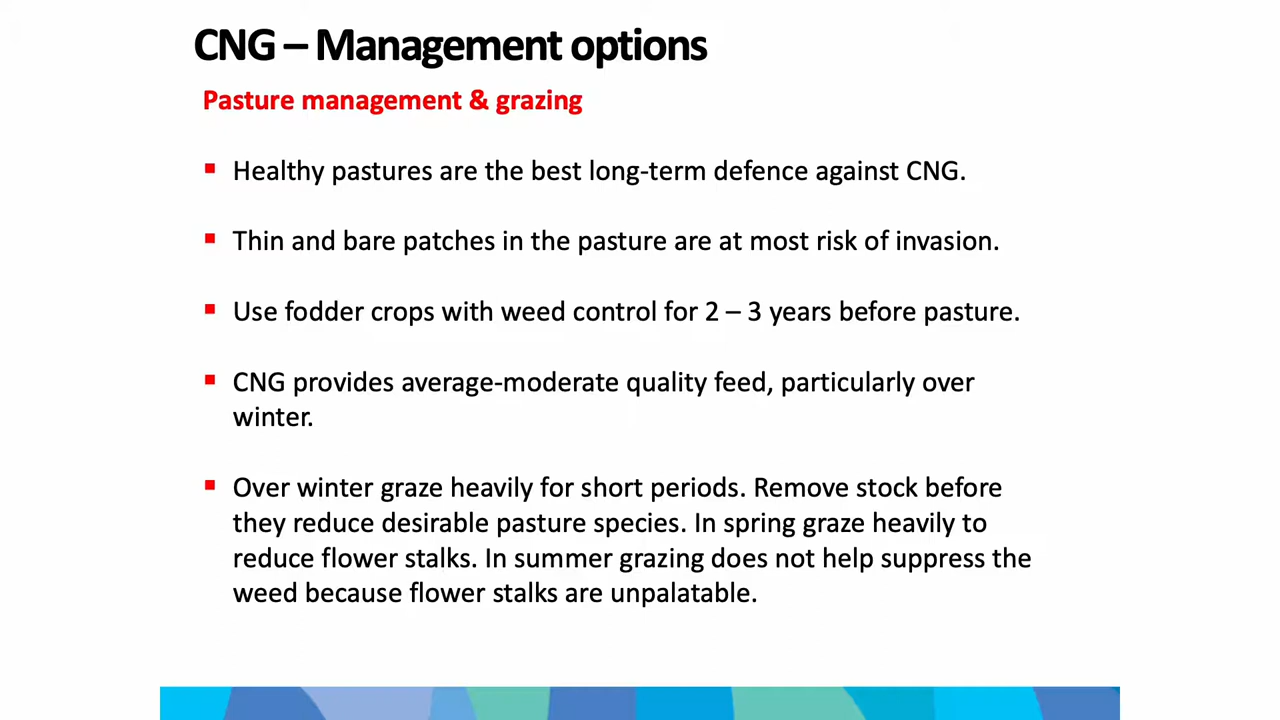 CNG – Management options
Pasture management & grazing
▪ Healthy pastures are the best long-term defence against CNG.
▪ Thin and bare patches in the pasture are at most risk of invasion.
▪ Use fodder crops with weed control for 2 – 3 years before pasture.
▪ CNG provides average-moderate quality feed, particularly over
winter.
▪ Over winter graze heavily for short periods. Remove stock before
they reduce desirable pasture species. In spring graze heavily to
reduce flower stalks. In summer grazing does not help suppress the
weed because flower stalks are unpalatable.